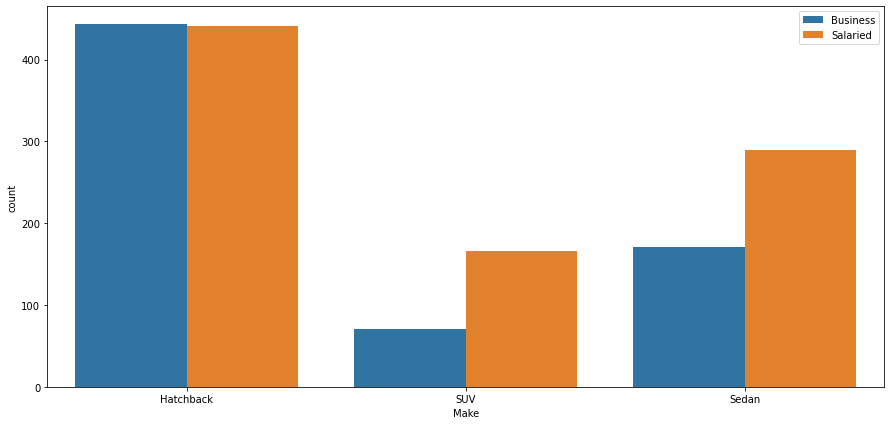 Business
Salaried
400
300
200
100
0
count
Hatchback
SUV
Sedan
Make